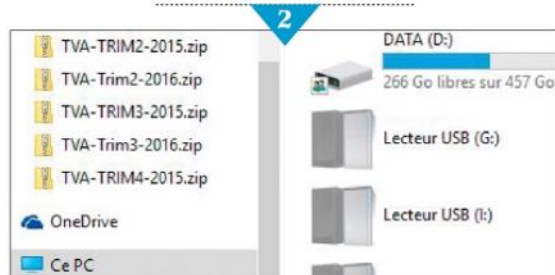 2
TVA-TRIM2-2015.zip
TVA-Trim2-2016.zip
TVA-TRIM3-2015.zip
TVA-Trim3-2016.zip
TVA-TRIM4-2015.zip
OneDrive
Ce PC
DATA (D:)
266 Go libres sur 457 Go
Lecteur USB (G:)
Lecteur USB (I:)